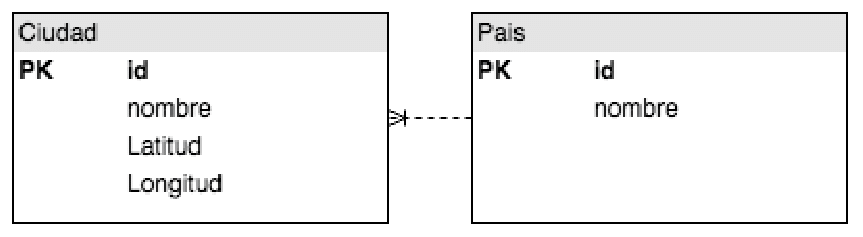 Ciudad
PK id
nombre
Latitud
Longitud
Pais
PK id
nombre